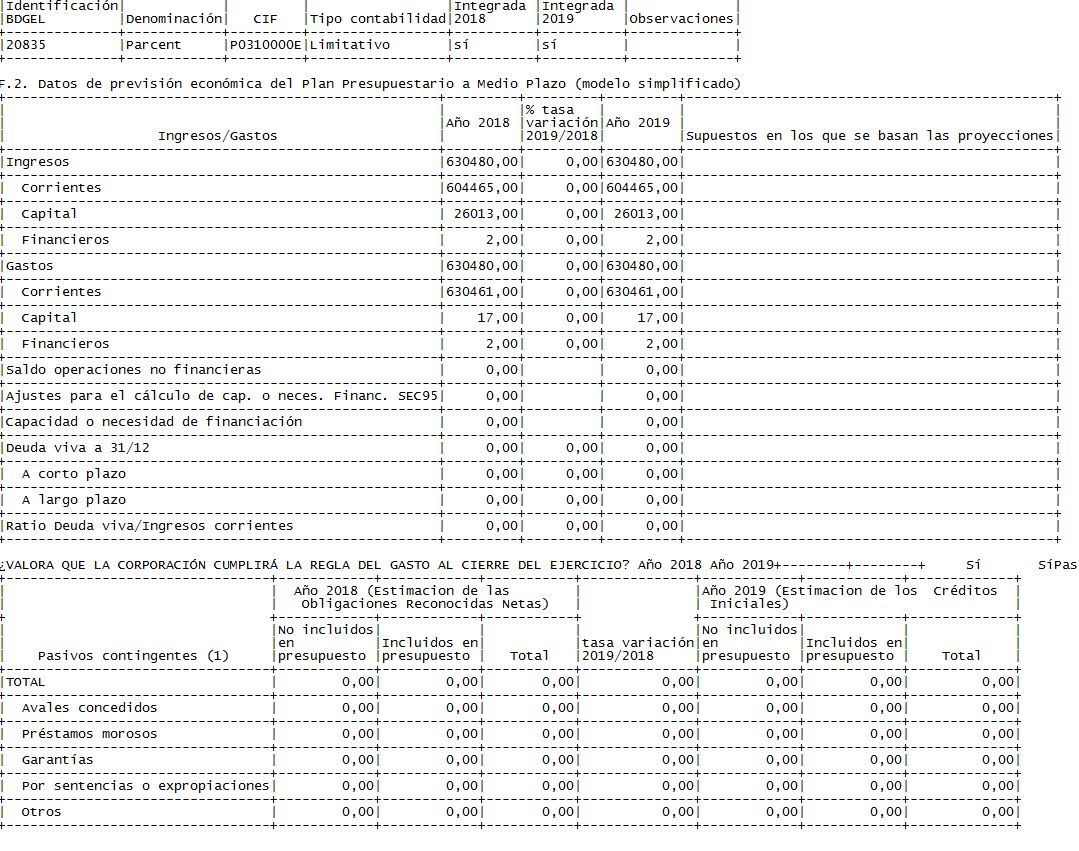 |Identificación| | | |Integrada |Integrada | |
|BDGEL |Denominación| CIF |Tipo contabilidad|2018 |2019 |Observaciones|
|20835 |Parcent |P0310000E|Limitativo |sí |sí | |
F.2. Datos de previsión económica del Plan Presupuestario a Medio Plazo (modelo simplificado)
| | |% tasa | | |
| |Año 2018 |variación|Año 2019 | |
| Ingresos/Gastos | |2019/2018| |Supuestos en los que se basan las proyecciones|
|Ingresos |630480,00| 0,00|630480,00| |
| Corrientes |604465,00| 0,00|604465,00| |
| Capital | 26013,00| 0,00| 26013,00| |
| Financieros | 2,00| 0,00| 2,00| |
|Gastos |630480,00| 0,00|630480,00| |
| Corrientes |630461,00| 0,00|630461,00| |
| Capital | 17,00| 0,00| 17,00| |
| Financieros | 2,00| 0,00| 2,00| |
|Saldo operaciones no financieras | 0,00| | 0,00| |
|Ajustes para el cálculo de cap. o neces. Financ. SEC95| 0,00| | 0,00| |
|Capacidad o necesidad de financiación | 0,00| | 0,00| |
|Deuda viva a 31/12 | 0,00| 0,00| 0,00| |
| A corto plazo | 0,00| 0,00| 0,00| |
| A largo plazo | 0,00| 0,00| 0,00| |
|Ratio Deuda viva/Ingresos corrientes | 0,00| 0,00| 0,00| |
¿VALORA QUE LA CORPORACIÓN CUMPLIRÁ LA REGLA DEL GASTO AL CIERRE DEL EJERCICIO? Año 2018 Año 2019+--------+--------+ Sí SíPas
| | Año 2018 (Estimacion de las | |Año 2019 (Estimacion de los Créditos |
| | Obligaciones Reconocidas Netas) | | Iniciales) |
| |No incluidos| | | |No incluidos| | |
| |en |Incluidos en| |tasa variación|en |Incluidos en| |
| Pasivos contingentes (1) |presupuesto |presupuesto | Total |2019/2018 |presupuesto |presupuesto | Total |
|TOTAL | 0,00| 0,00| 0,00| 0,00| 0,00| 0,00| 0,00|
| Avales concedidos | 0,00| 0,00| 0,00| 0,00| 0,00| 0,00| 0,00|
| Préstamos morosos | 0,00| 0,00| 0,00| 0,00| 0,00| 0,00| 0,00|
| Garantías | 0,00| 0,00| 0,00| 0,00| 0,00| 0,00| 0,00|
| Por sentencias o expropiaciones| 0,00| 0,00| 0,00| 0,00| 0,00| 0,00| 0,00|
| Otros | 0,00| 0,00| 0,00| 0,00| 0,00| 0,00| 0,00|